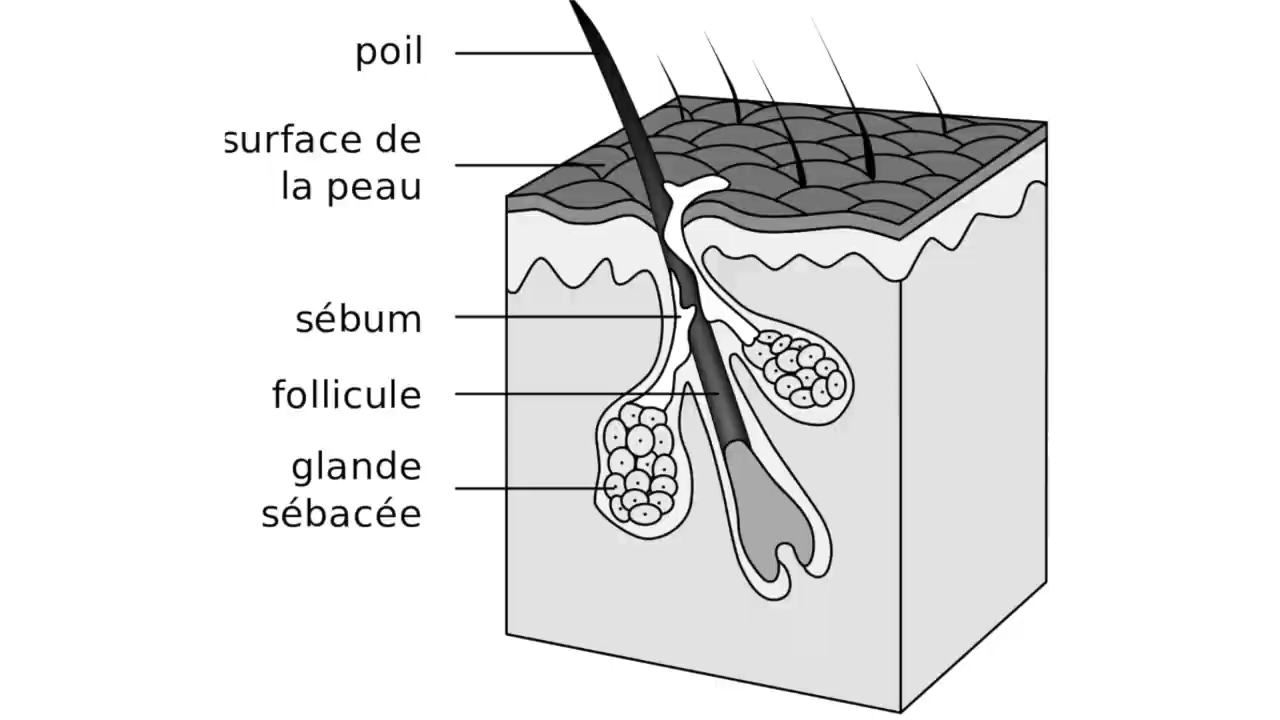 poil
surface de
la peau
sébum
follicule
glande
sébacée